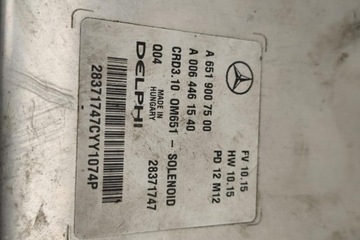 A 651 900 75 00
A 006 446 15 40
CRD3.10 OM651 - SOLENOID
Q04
28371747
MADE IN
HUNGARY
DELPHI
28371747CYY1074P
FV 10.15
HW 10.15
PD 12 M12